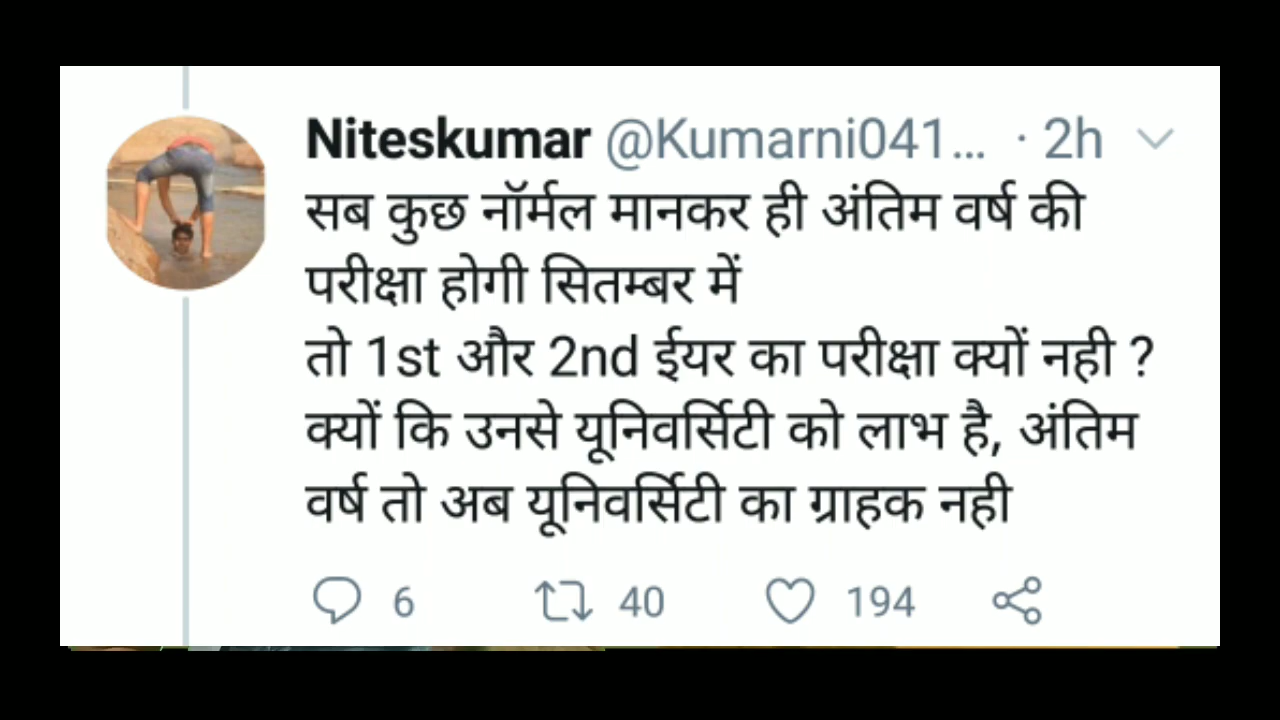 Niteskumar @Kumarni041... · 2h
सब कुछ नॉर्मल मानकर ही अंतिम वर्ष की
परीक्षा होगी सितम्बर में
तो 1st और 2nd ईयर का परीक्षा क्यों नही ?
क्यों कि उनसे यूनिवर्सिटी को लाभ है, अंतिम
वर्ष तो अब यूनिवर्सिटी का ग्राहक नही
6 40 194